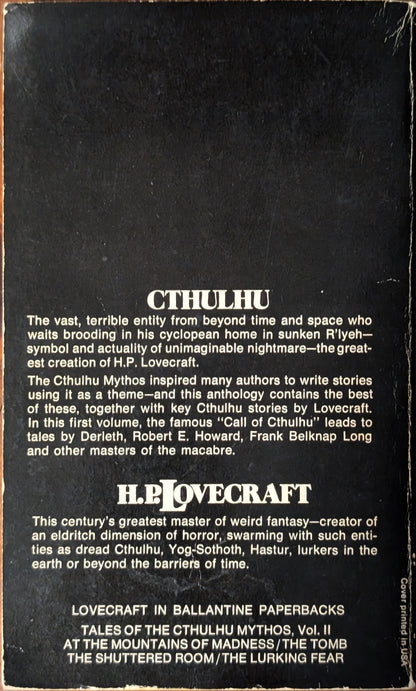 CTHULHU
The vast, terrible entity from beyond time and space who
waits brooding in his cyclopean home in sunken R'lyeh—
symbol and actuality of unimaginable nightmare—the great-
est creation of H.P. Lovecraft.
The Cthulhu Mythos inspired many authors to write stories
using it as a theme—and this anthology contains the best
of these, together with key Cthulhu stories by Lovecraft.
In this first volume, the famous "Call of Cthulhu" leads to
tales by Derleth, Robert E. Howard, Frank Belknap Long
and other masters of the macabre.
H.P. LOVECRAFT
This century's greatest master of weird fantasy—creator of
an eldritch dimension of horror, swarming with such enti-
ties as dread Cthulhu, Yog-Sothoth, Hastur, lurkers in the
earth or beyond the barriers of time.
LOVECRAFT IN BALLANTINE PAPERBACKS
TALES OF THE CTHULHU MYTHOS, Vol. II
AT THE MOUNTAINS OF MADNESS/THE TOMB
THE SHUTTERED ROOM/THE LURKING FEAR
Cover printed in USA